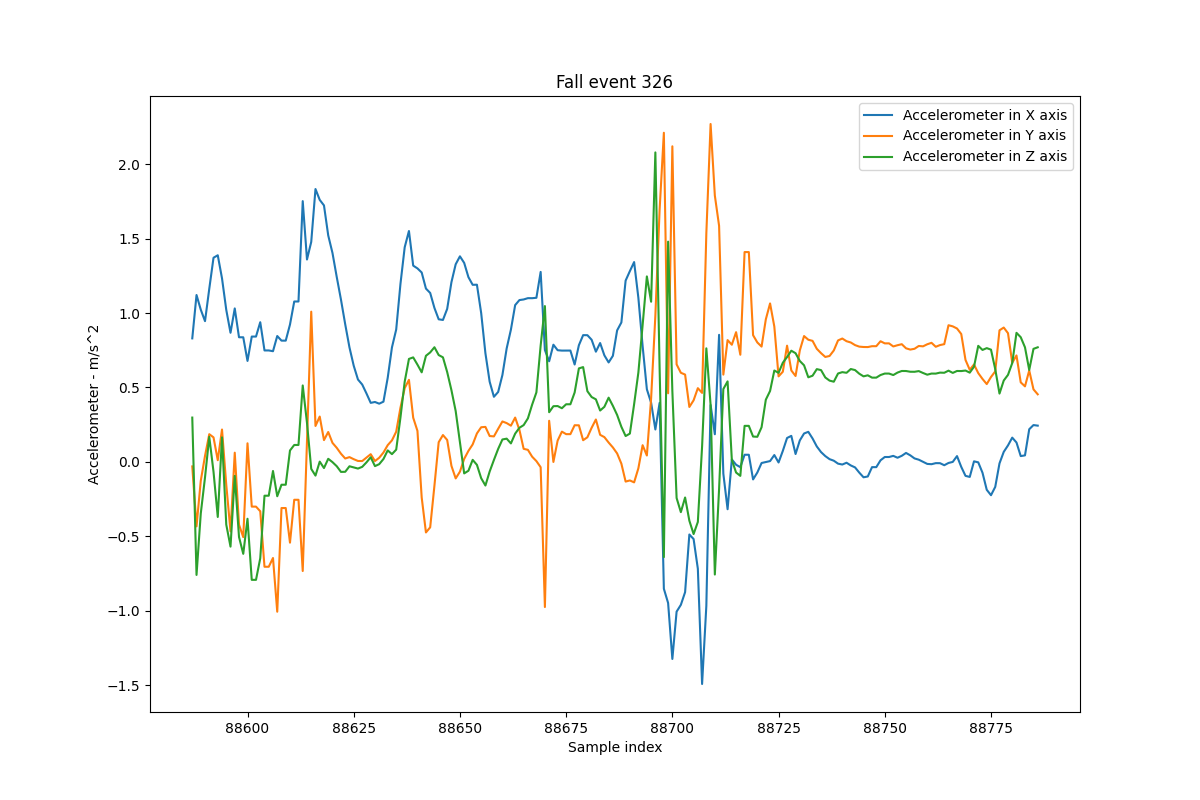 Fall event 326
Accelerometer in X axis
Accelerometer in Y axis
Accelerometer in Z axis
Accelerometer - m/s^2
2.0
1.5
1.0
0.5
0.0
−0.5
−1.0
−1.5
88600 88625 88650 88675 88700 88725 88750 88775
Sample index